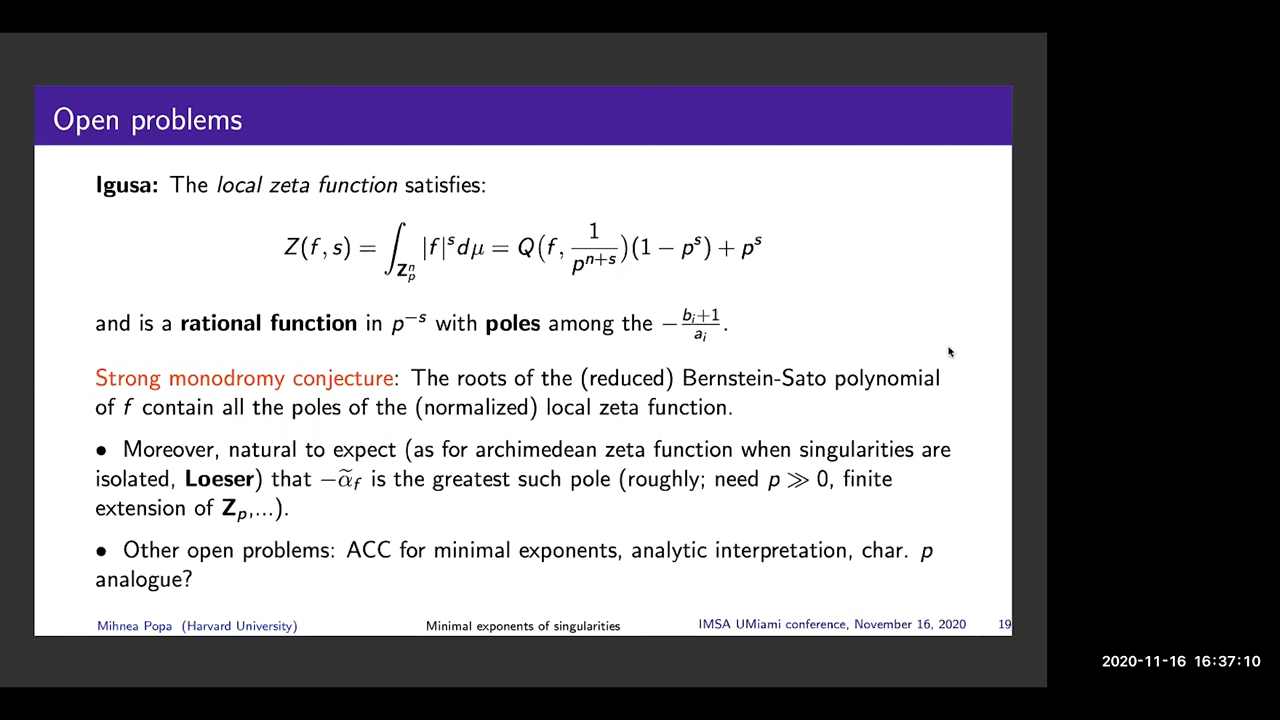 Open problems
Igusa: The local zeta function satisfies:
Z(f, s) = ∫_{Z_p^n} |f|^s dμ = Q(f, 1/p^{n+s})(1 − p^s) + p^s
and is a rational function in p^{−s} with poles among the −(b_i+1)/a_i.
Strong monodromy conjecture: The roots of the (reduced) Bernstein-Sato polynomial
of f contain all the poles of the (normalized) local zeta function.
• Moreover, natural to expect (as for archimedean zeta function when singularities are
isolated, Loeser) that −α̃_f is the greatest such pole (roughly; need p ≫ 0, finite
extension of Z_p,...).
• Other open problems: ACC for minimal exponents, analytic interpretation, char. p
analogue?
Mihnea Popa (Harvard University) Minimal exponents of singularities IMSA UMiami conference, November 16, 2020 19
2020-11-16 16:37:10